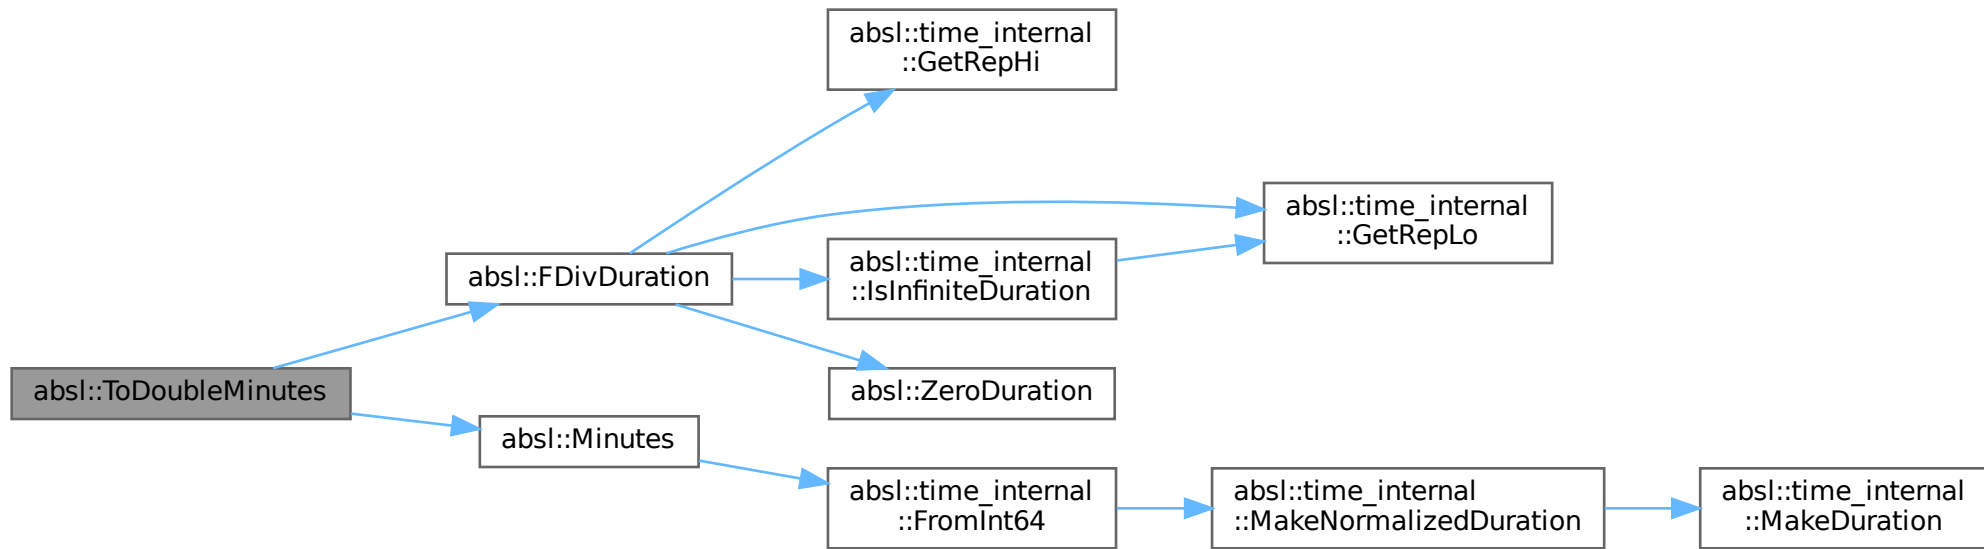 absl::time_internal
::GetRepHi
absl::time_internal
::GetRepLo
absl::FDivDuration
absl::time_internal
::IsInfiniteDuration
absl::ToDoubleMinutes
absl::ZeroDuration
absl::Minutes
absl::time_internal
::FromInt64
absl::time_internal
::MakeNormalizedDuration
absl::time_internal
::MakeDuration